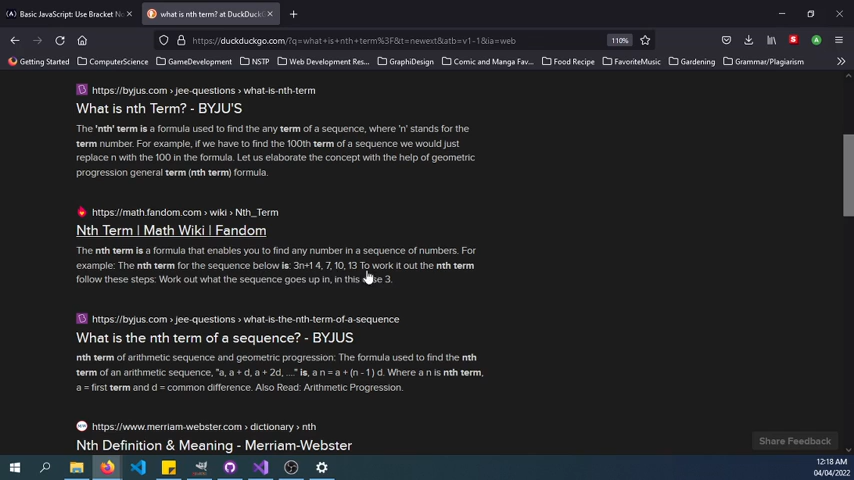 Basic JavaScript: Use Bracket No
what is nth term? at DuckDuckG
https://duckduckgo.com/?q=what+is+nth+term%3F&t=newext&atb=v1-1&ia=web
110%
Getting Started
ComputerScience
GameDevelopment
NSTP
Web Development Res...
GraphiDesign
Comic and Mang Fav...
Food Recipe
FavoriteMusic
Gardening
Grammar/Plagiarism
https://byjus.com › jee-questions › what-is-nth-term
What is nth Term? - BYJU'S
The 'nth' term is a formula used to find the any term of a sequence, where 'n' stands for the
term number. For example, if we have to find the 100th term of a sequence we would just
replace n with the 100 in the formula. Let us elaborate the concept with the help of geometric
progression general term (nth term) formula.
https://math.fandom.com › wiki › Nth_Term
Nth Term | Math Wiki | Fandom
The nth term is a formula that enables you to find any number in a sequence of numbers. For
example: The nth term for the sequence below is: 3n+1 4, 7, 10, 13 To work it out the nth term
follow these steps: Work out what the sequence goes up in, in this se 3.
https://byjus.com › jee-questions › what-is-the-nth-term-of-a-sequence
What is the nth term of a sequence? - BYJUS
nth term of arithmetic sequence and geometric progression: The formula used to find the nth
term of an arithmetic sequence, "a, a + d, a + 2d, ...." is, a n = a + (n - 1 ) d. Where a n is nth term,
a = first term and d = common difference. Also Read: Arithmetic Progression.
https://www.merriam-webster.com › dictionary › nth
Nth Definition & Meaning - Merriam-Webster
Share Feedback
12:18 AM
04/04/2022